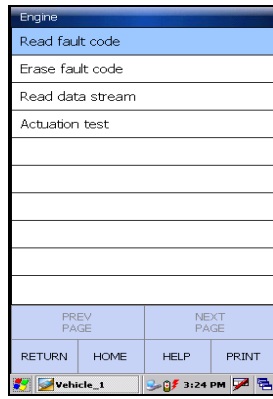 Engine
Read fault code
Erase fault code
Read data stream
Actuation test
PREV PAGE
NEXT PAGE
RETURN HOME HELP PRINT
Vehicle_1 3:24 PM